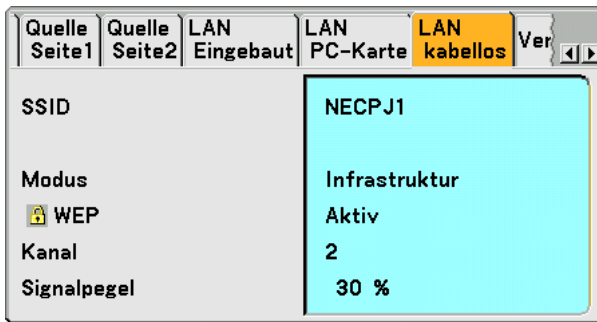 Quelle Seite1
Quelle Seite2
LAN Eingebaut
LAN PC-Karte
LAN kabellos
Ver
SSID NECPJ1
Modus Infrastruktur
WEP Aktiv
Kanal 2
Signalpegel 30 %